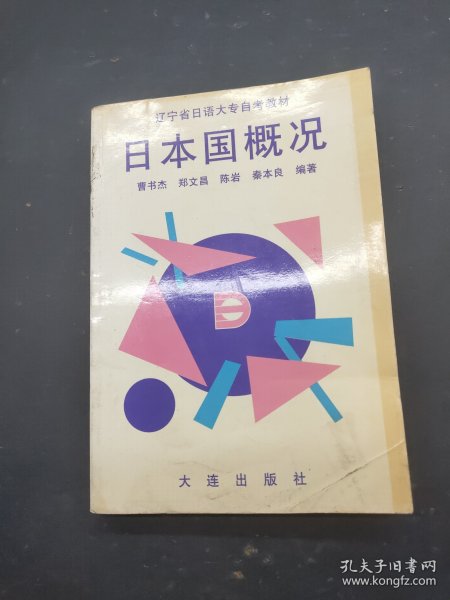 辽宁省日语大专自考教材
日本国概况
曹书杰 郑文昌 陈岩 秦本良 编著
大连出版社
孔夫子旧书网
www.kongfz.com